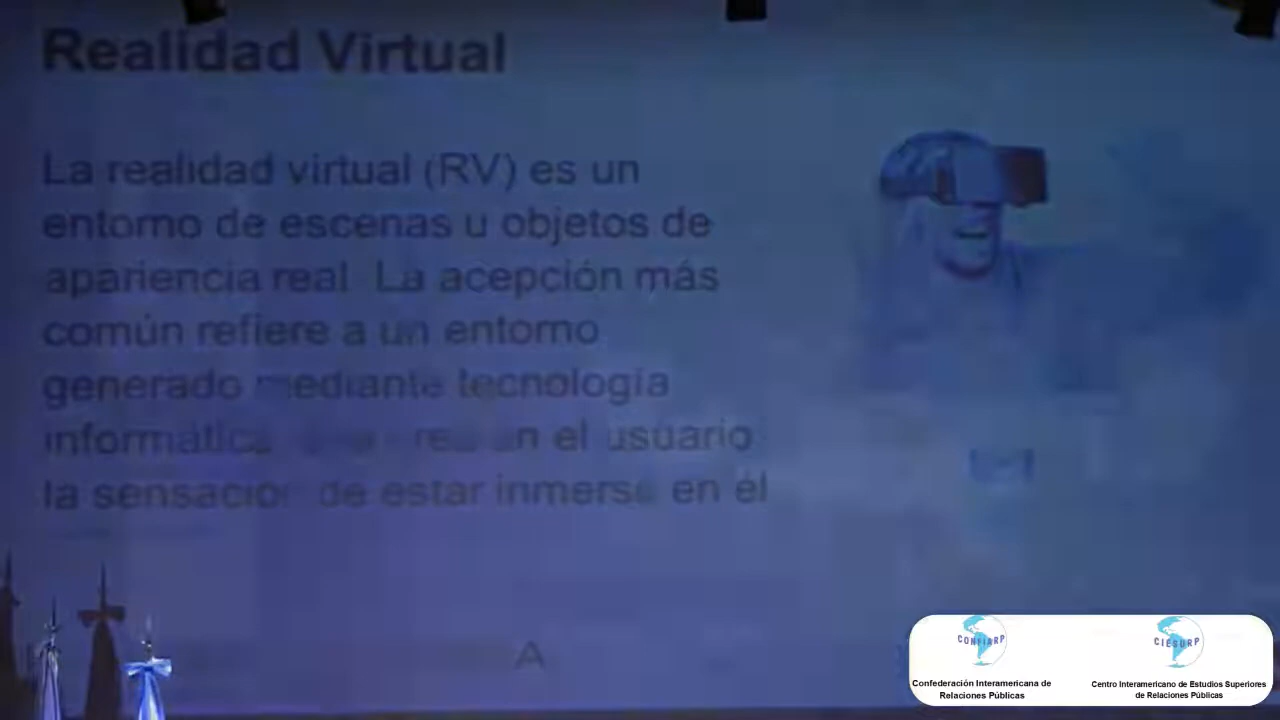 Realidad Virtual
La realidad virtual (RV) es un
entorno de escenas u objetos de
apariencia real. La acepción más
común refiere a un entorno
generado mediante tecnología
informática en el usuario
la sensación de estar inmerso en él
A
CONFIARP
CIESURP
Confederación Interamericana de
Relaciones Públicas
Centro Interamericano de Estudios Superiores
de Relaciones Públicas